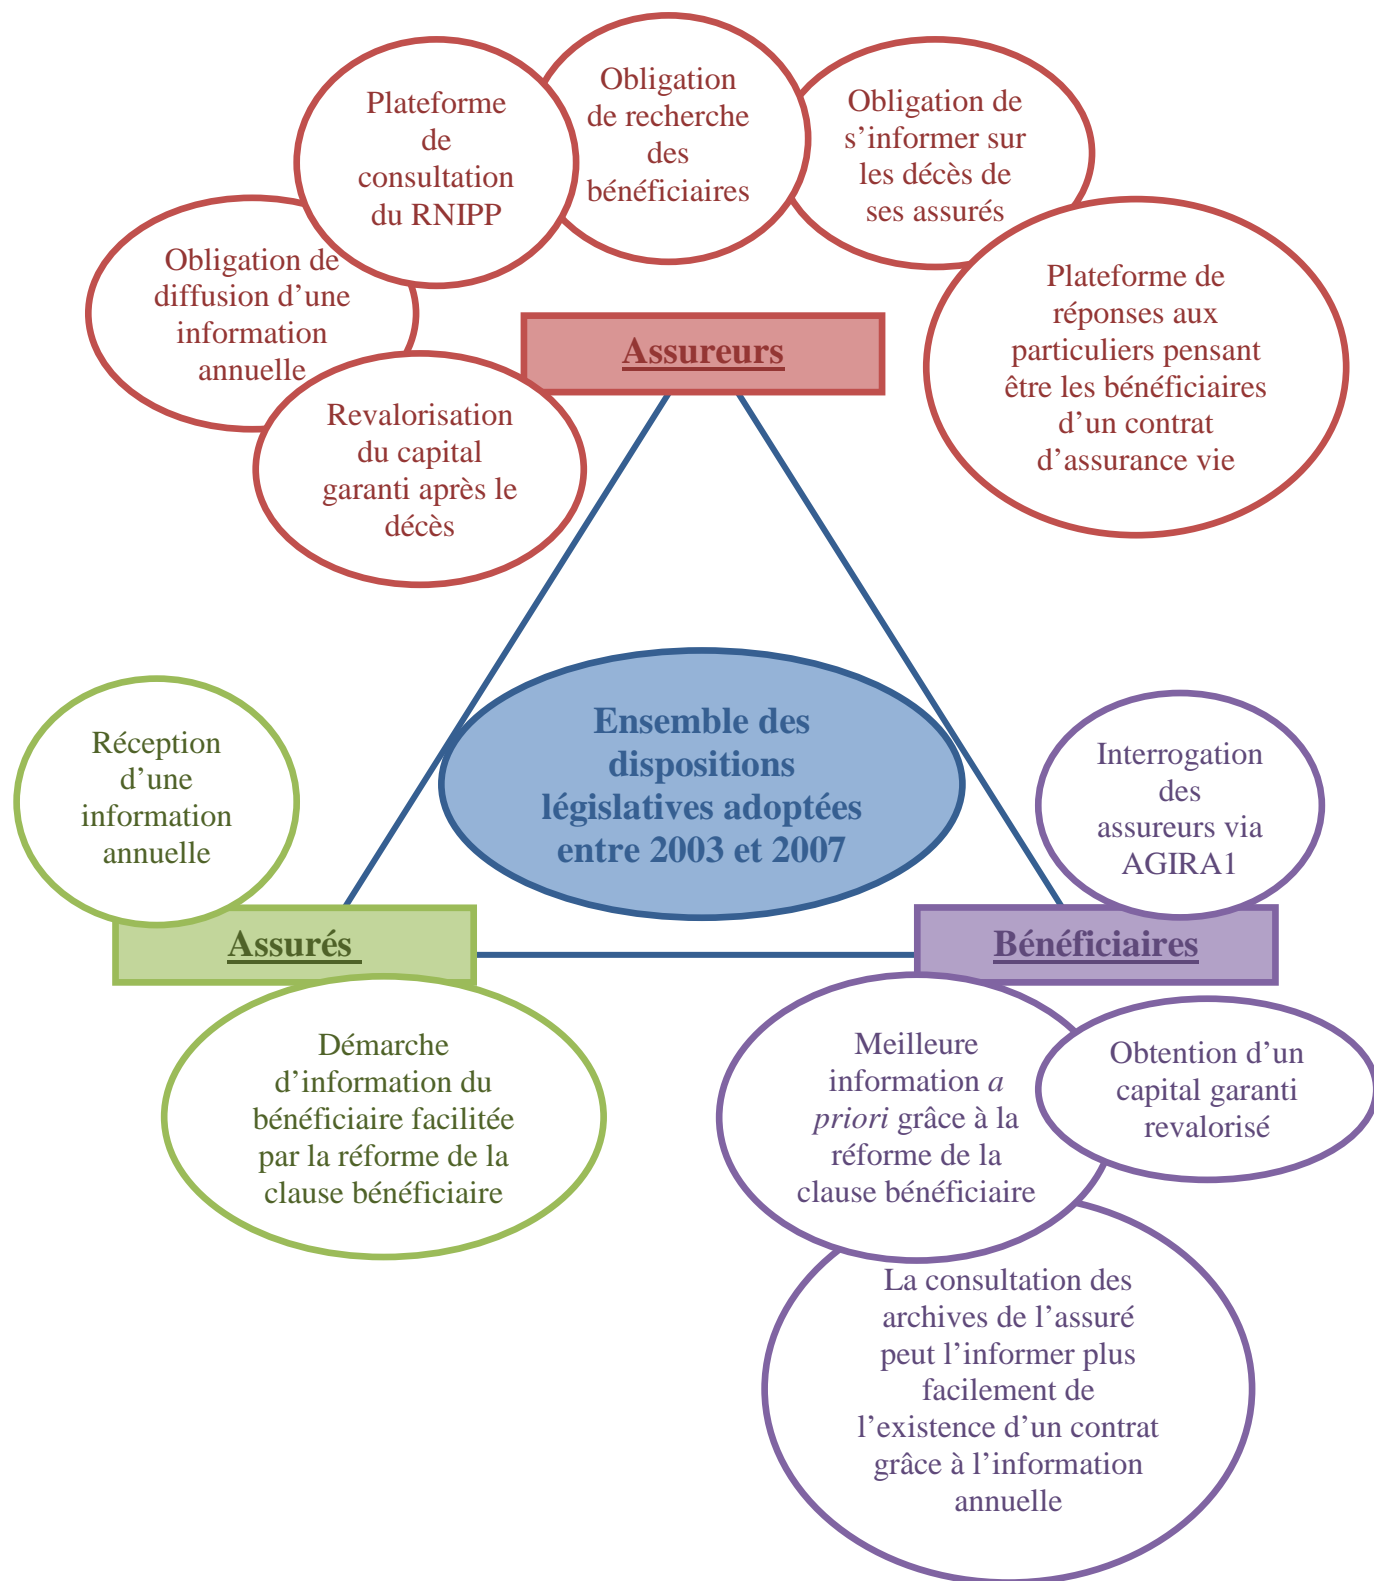 Obligation
de recherche
des
bénéficiaires
Plateforme
de
consultation
du RNIPP
Obligation de
s’informer sur
les décès de
ses assurés
Obligation de
diffusion d’une
information
annuelle
Plateforme de
réponses aux
particuliers pensant
être les bénéficiaires
d’un contrat
d’assurance vie
Assureurs
Revalorisation
du capital
garanti après le
décès
Ensemble des
dispositions
législatives adoptées
entre 2003 et 2007
Réception
d’une
information
annuelle
Interrogation
des
assureurs via
AGIRA1
Assurés
Bénéficiaires
Démarche
d’information du
bénéficiaire facilitée
par la réforme de la
clause bénéficiaire
Meilleure
information a
priori grâce à la
réforme de la
clause bénéficiaire
Obtention d’un
capital garanti
revalorisé
La consultation des
archives de l’assuré
peut l’informer plus
facilement de
l’existence d’un contrat
grâce à l’information
annuelle